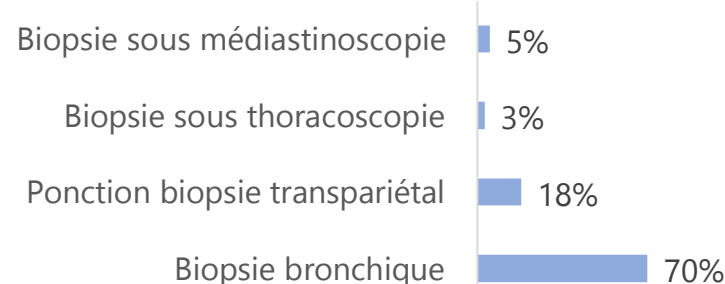 Biopsie sous médiastinoscopie 5%
Biopsie sous thoracoscopie 3%
Ponction biopsie transpariétal 18%
Biopsie bronchique 70%